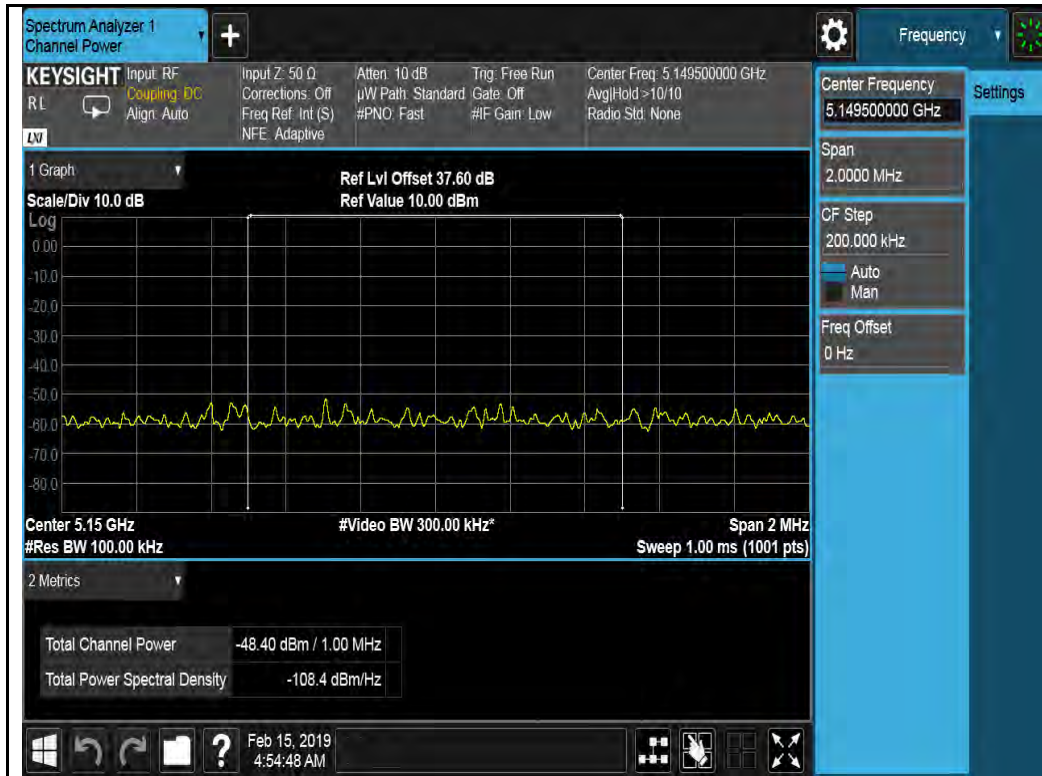 Spectrum Analyzer 1
Channel Power
+
Frequency
KEYSIGHT
RL
LXI
Input: RF
Coupling: DC
Align: Auto
Input Z: 50 Ω
Corrections: Off
Freq Ref: Int (S)
NFE: Adaptive
Atten: 10 dB
µW Path: Standard
#PNO: Fast
Trig: Free Run
Gate: Off
#IF Gain: Low
Center Freq: 5.149500000 GHz
Avg|Hold >10/10
Radio Std: None
Center Frequency
5.149500000 GHz
Settings
Span
2.0000 MHz
CF Step
200.000 kHz
Auto
Man
Freq Offset
0 Hz
1 Graph
Scale/Div 10.0 dB
Ref Lvl Offset 37.60 dB
Ref Value 10.00 dBm
Log
0.00
-10.0
-20.0
-30.0
-40.0
-50.0
-60.0
-70.0
-80.0
Center 5.15 GHz
#Video BW 300.00 kHz*
Span 2 MHz
#Res BW 100.00 kHz
Sweep 1.00 ms (1001 pts)
2 Metrics
Total Channel Power -48.40 dBm / 1.00 MHz
Total Power Spectral Density -108.4 dBm/Hz
?
Feb 15, 2019
4:54:48 AM